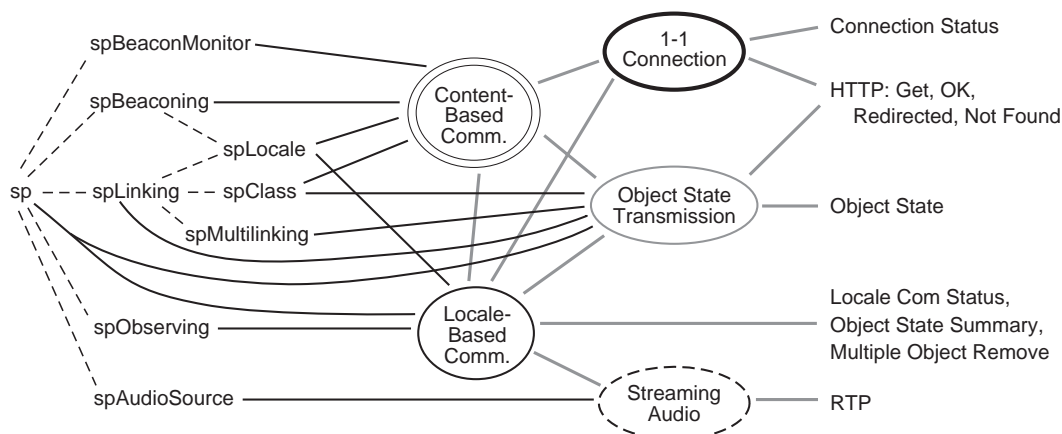 spBeaconMonitor
spBeaconing
spLocale
sp
spLinking
spClass
spMultilinking
spObserving
spAudioSource
Content-
Based
Comm.
Locale-
Based
Comm.
1-1
Connection
Object State
Transmission
Streaming
Audio
Connection Status
HTTP: Get, OK,
Redirected, Not Found
Object State
Locale Com Status,
Object State Summary,
Multiple Object Remove
RTP